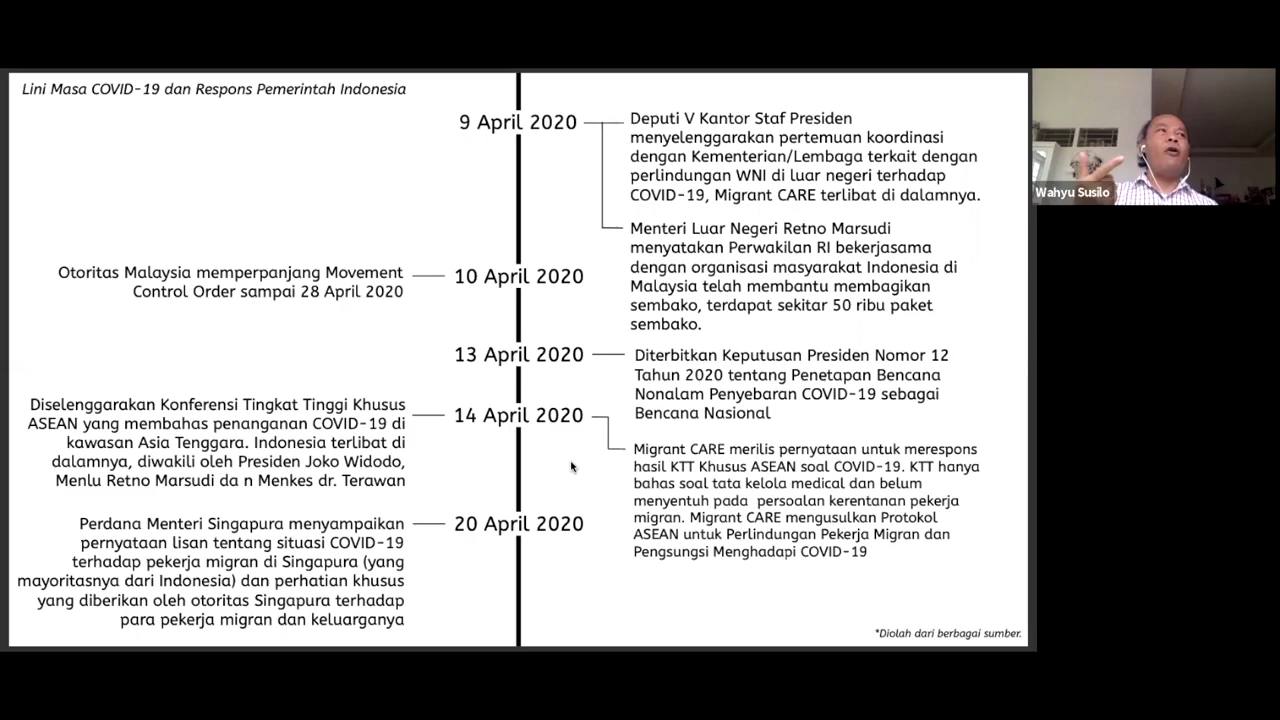 Lini Masa COVID-19 dan Respons Pemerintah Indonesia
9 April 2020
Deputi V Kantor Staf Presiden
menyelenggarakan pertemuan koordinasi
dengan Kementerian/Lembaga terkait dengan
perlindungan WNI di luar negeri terhadap
COVID-19, Migrant CARE terlibat di dalamnya.
Menteri Luar Negeri Retno Marsudi
menyatakan Perwakilan RI bekerjasama
dengan organisasi masyarakat Indonesia di
Malaysia telah membantu membagikan
sembako, terdapat sekitar 50 ribu paket
sembako.
Otoritas Malaysia memperpanjang Movement
Control Order sampai 28 April 2020
10 April 2020
13 April 2020
Diterbitkan Keputusan Presiden Nomor 12
Tahun 2020 tentang Penetapan Bencana
Nonalam Penyebaran COVID-19 sebagai
Bencana Nasional
Diselenggarakan Konferensi Tingkat Tinggi Khusus
ASEAN yang membahas penanganan COVID-19 di
kawasan Asia Tenggara. Indonesia terlibat di
dalamnya, diwakili oleh Presiden Joko Widodo,
Menlu Retno Marsudi da n Menkes dr. Terawan
14 April 2020
Migrant CARE merilis pernyataan untuk merespons
hasil KTT Khusus ASEAN soal COVID-19. KTT hanya
bahas soal tata kelola medical dan belum
menyentuh pada persoalan kerentanan pekerja
migran. Migrant CARE mengusulkan Protokol
ASEAN untuk Perlindungan Pekerja Migran dan
Pengsungsi Menghadapi COVID-19
Perdana Menteri Singapura menyampaikan
pernyataan lisan tentang situasi COVID-19
terhadap pekerja migran di Singapura (yang
mayoritasnya dari Indonesia) dan perhatian khusus
yang diberikan oleh otoritas Singapura terhadap
para pekerja migran dan keluarganya
20 April 2020
*Diolah dari berbagai sumber.
Wahyu Susilo